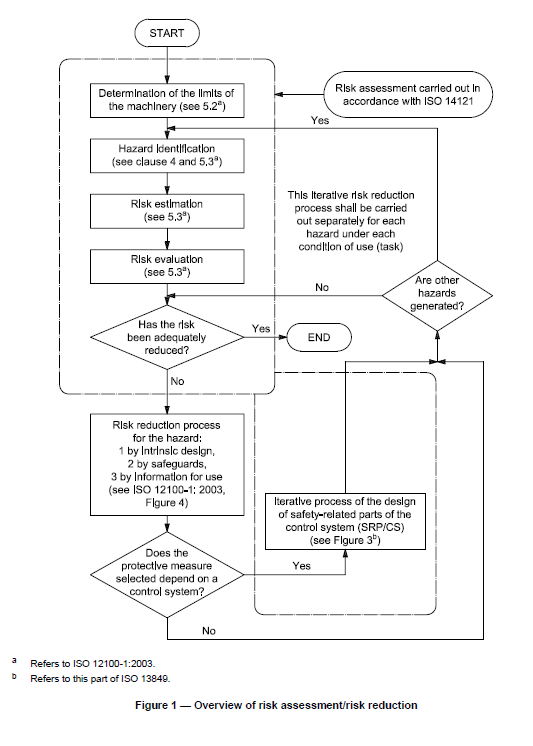 START
Determination of the limits of
the machinery (see 5.2a)
Risk assessment carried out in
accordance with ISO 14121
Yes
Hazard identification
(see clause 4 and 5.3a)
Risk estimation
(see 5.3a)
This iterative risk reduction
process shall be carried
out separately for each
hazard under each
condition of use (task)
Risk evaluation
(see 5.3a)
Are other
hazards
generated?
No
Has the risk
been adequately
reduced?
Yes
END
No
Risk reduction process
for the hazard:
1 by intrinsic design,
2 by safeguards,
3 by information for use
(see ISO 12100-1: 2003,
Figure 4)
Iterative process of the design
of safety-related parts of the
control system (SRP/CS)
(see Figure 3b)
Does the
protective measure
selected depend on a
control system?
Yes
No
a Refers to ISO 12100-1:2003.
b Refers to this part of ISO 13849.
Figure 1 — Overview of risk assessment/risk reduction